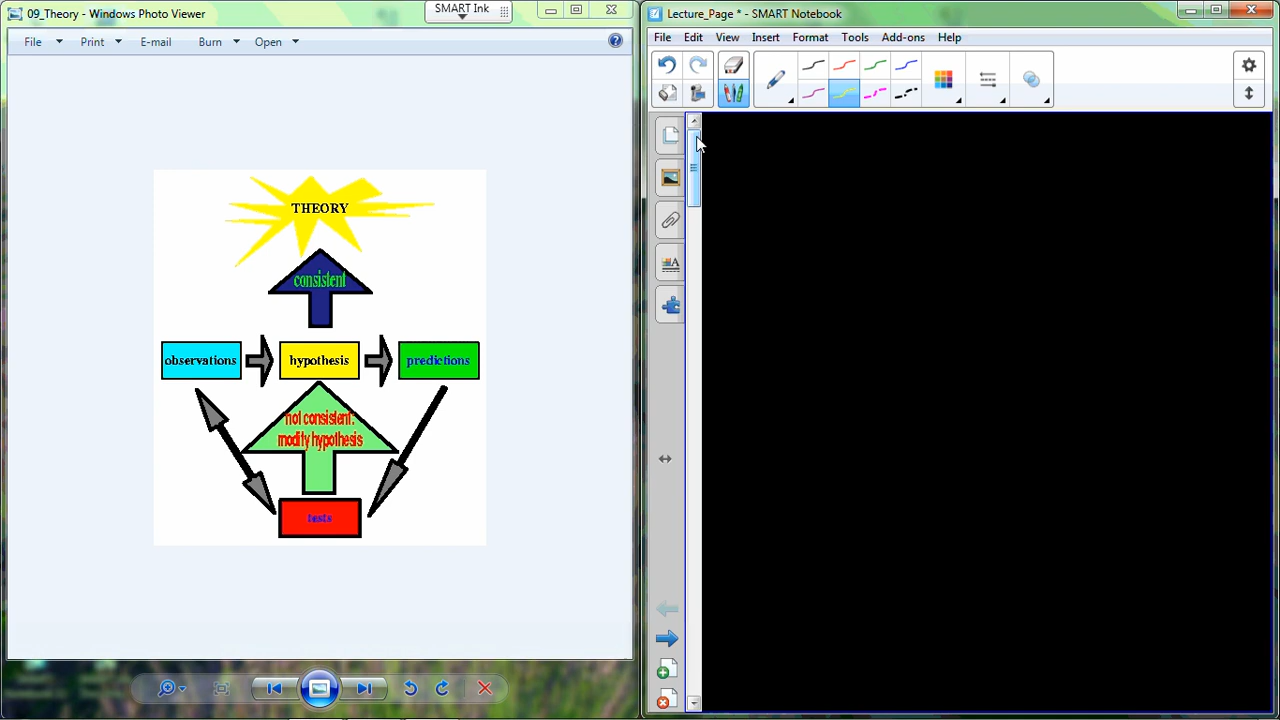 09_Theory - Windows Photo Viewer
SMART Ink
File Print E-mail Burn Open
THEORY
consistent
observations
hypothesis
predictions
not consistent:
modify hypothesis
tests
Lecture_Page * - SMART Notebook
File Edit View Insert Format Tools Add-ons Help